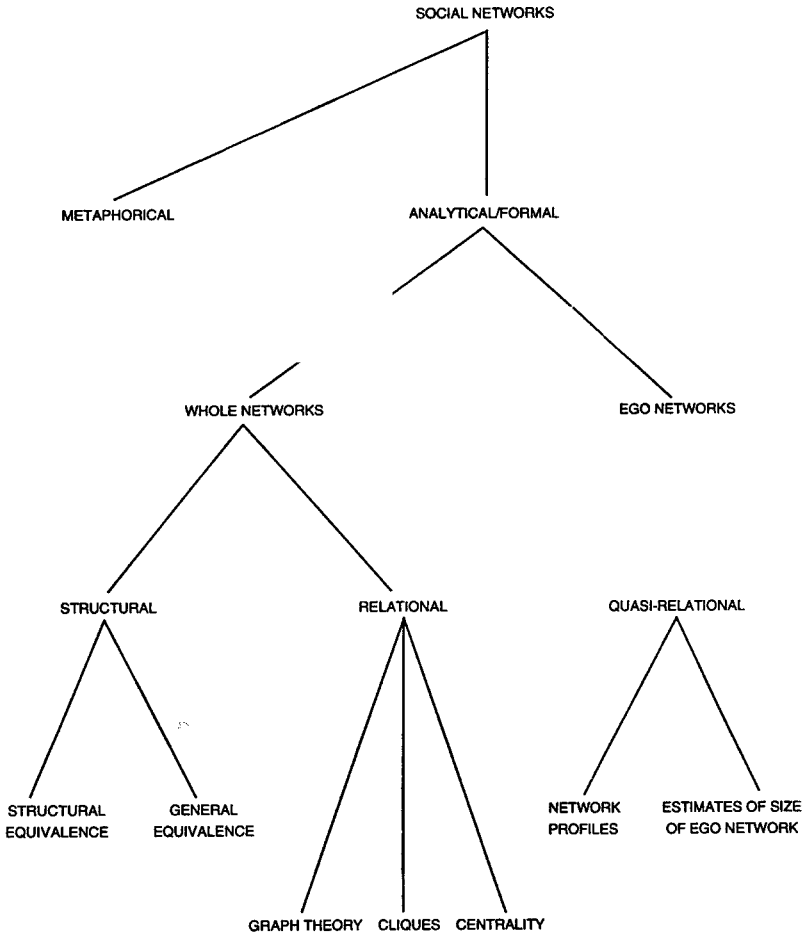 SOCIAL NETWORKS
METAPHORICAL
ANALYTICAL/FORMAL
WHOLE NETWORKS
EGO NETWORKS
STRUCTURAL
RELATIONAL
QUASI-RELATIONAL
STRUCTURAL
EQUIVALENCE
GENERAL
EQUIVALENCE
NETWORK
PROFILES
ESTIMATES OF SIZE
OF EGO NETWORK
GRAPH THEORY
CLIQUES
CENTRALITY